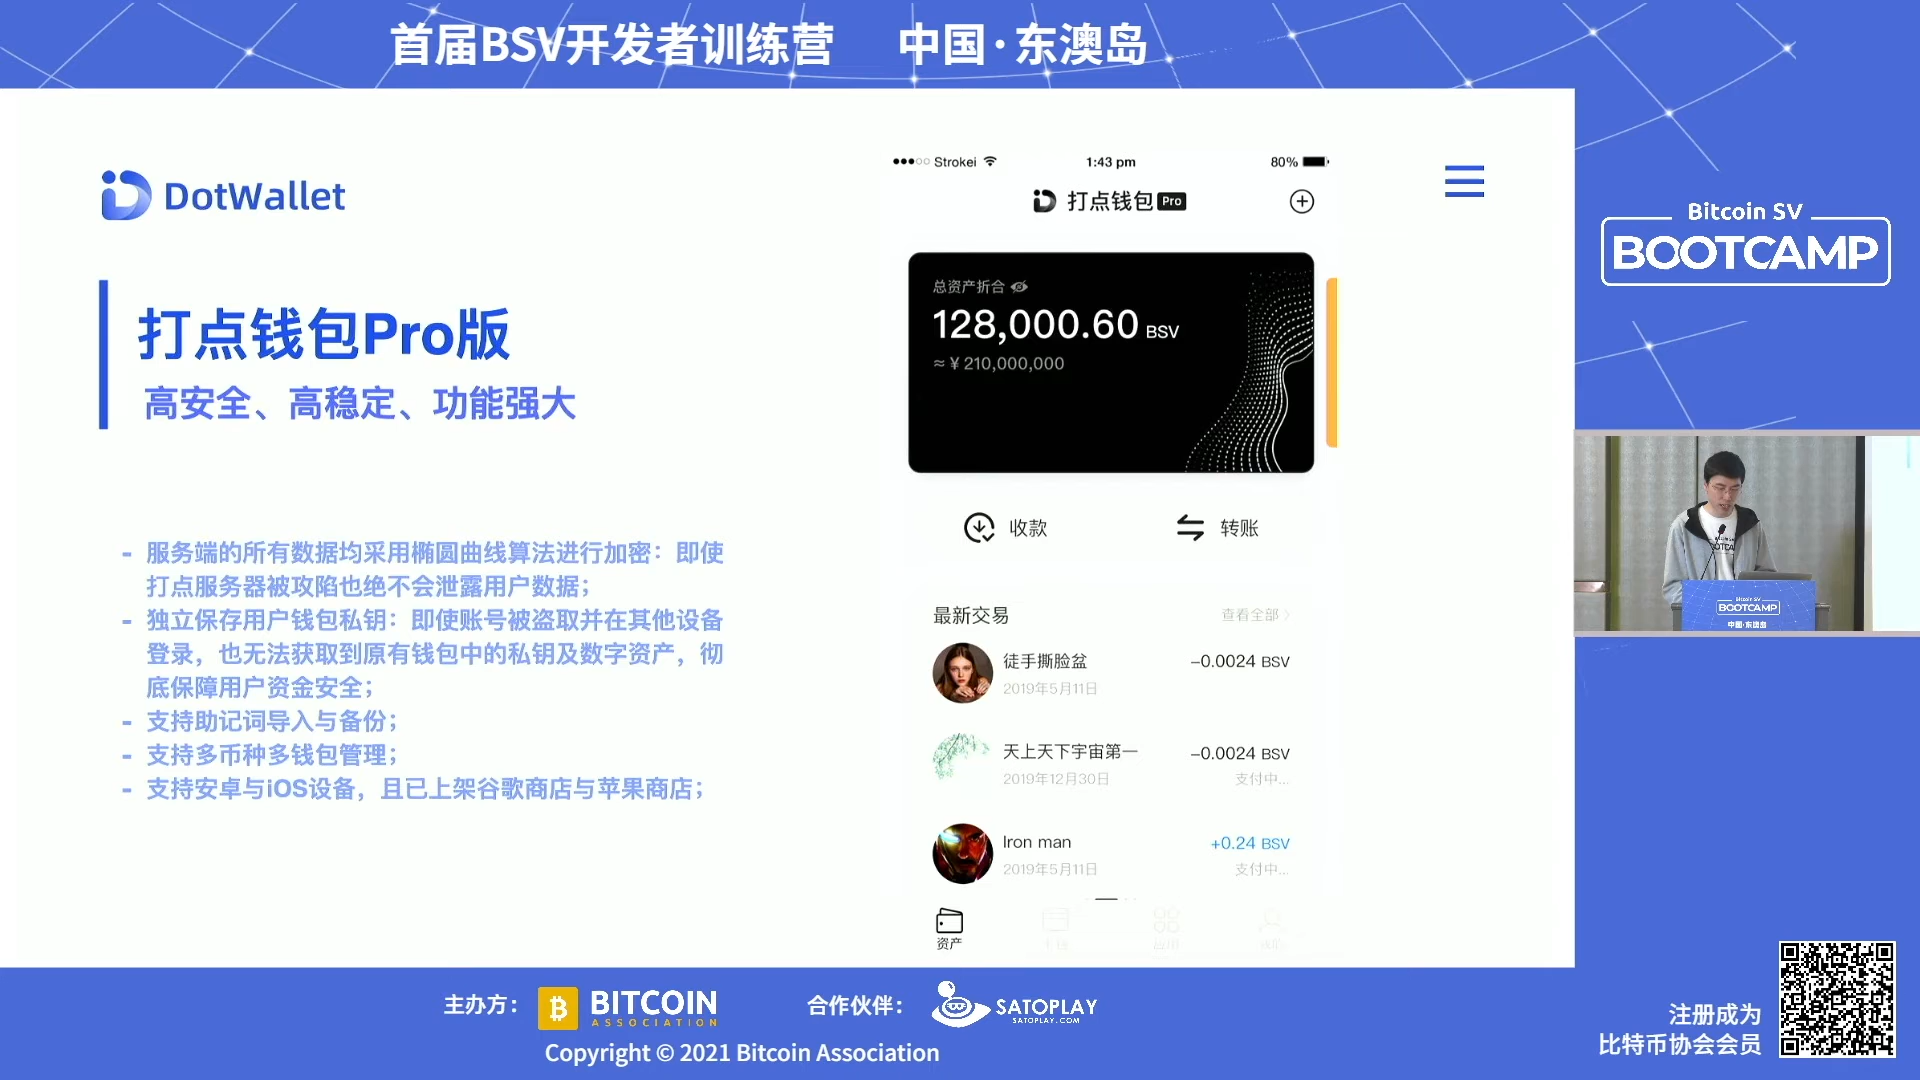 首届BSV开发者训练营 中国·东澳岛
DotWallet
打点钱包Pro版
高安全、高稳定、功能强大
- 服务端的所有数据均采用椭圆曲线算法进行加密：即使
打点服务器被攻陷也绝不会泄露用户数据；
- 独立保存用户钱包私钥：即使账号被盗取并在其他设备
登录，也无法获取到原有钱包中的私钥及数字资产，彻
底保障用户资金安全；
- 支持助记词导入与备份；
- 支持多币种多钱包管理；
- 支持安卓与iOS设备，且已上架谷歌商店与苹果商店；
Strokei 1:43 pm 80%
打点钱包 Pro
总资产折合
128,000.60 BSV
≈ ¥ 210,000,000
收款 转账
最新交易 查看全部
徒手撕脸盆 -0.0024 BSV
2019年5月11日
天上天下宇宙第一 -0.0024 BSV
2019年12月30日 支付中...
Iron man +0.24 BSV
2019年5月11日 支付中...
资产
Bitcoin SV
BOOTCAMP
Bitcoin SV
BOOTCAMP
中国·东澳岛
主办方： BITCOIN
ASSOCIATION
合作伙伴： SATOPLAY
SATOPLAY.COM
Copyright © 2021 Bitcoin Association
注册成为
比特币协会会员